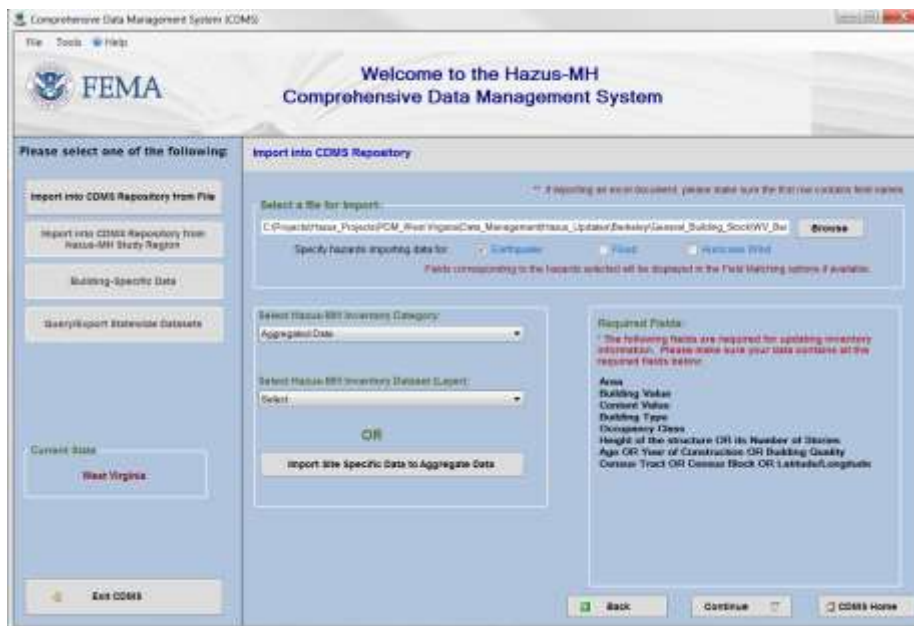 Comprehensive Data Management System (CDMS)
File Tools Help
FEMA
Welcome to the Hazus-MH
Comprehensive Data Management System
Please select one of the following:
Import into CDMS Repository from File
Import into CDMS Repository from
Hazus-MH Study Region
Building-Specific Data
Query/Export Statewide Datasets
Current State
West Virginia
Exit CDMS
Import into CDMS Repository
** If importing an excel document, please make sure the first row contains field names
Select a file for Import:
Browse
Specify hazards importing data for:
Earthquake
Flood
Hurricane Wind
Fields corresponding to the hazards selected will be displayed in the Field Matching options if available.
Select Hazus-MH Inventory Category:
Aggregated Data
Select Hazus-MH Inventory Dataset (Layer):
Select
OR
Import Site Specific Data to Aggregate Data
Required Fields:
* The following fields are required for updating inventory
information. Please make sure your data contains all the
required fields below:
Area
Building Value
Content Value
Building Type
Occupancy Class
Height of the structure OR its Number of Stories
Age OR Year of Construction OR Building Quality
Census Tract OR Census Block OR Latitude/Longitude
Back
Continue
CDMS Home